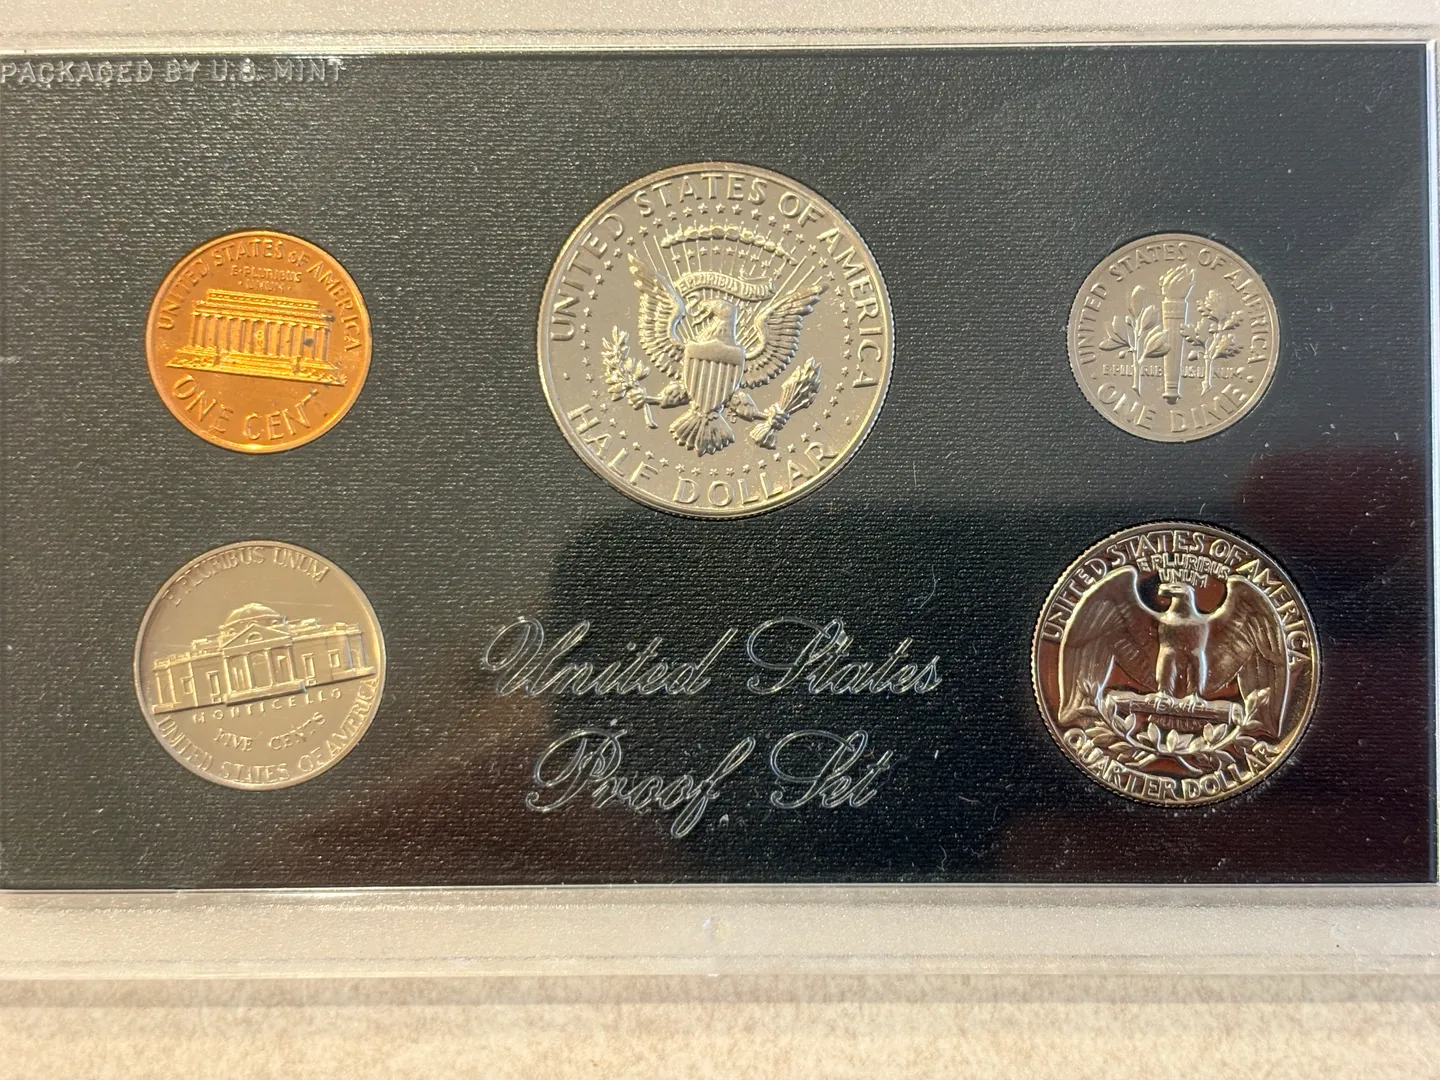 PACKAGED BY U.S. MINT
UNITED STATES OF AMERICA
E·PLURIBUS
·UNUM·
ONE CENT
UNITED STATES OF AMERICA
E PLURIBUS UNUM
HALF DOLLAR
UNITED STATES OF AMERICA
E PLURIBUS UNUM
ONE DIME
E PLURIBUS UNUM
MONTICELLO
FIVE CENTS
UNITED STATES OF AMERICA
United States
Proof Set
UNITED STATES OF AMERICA
E PLURIBUS
UNUM
QUARTER DOLLAR